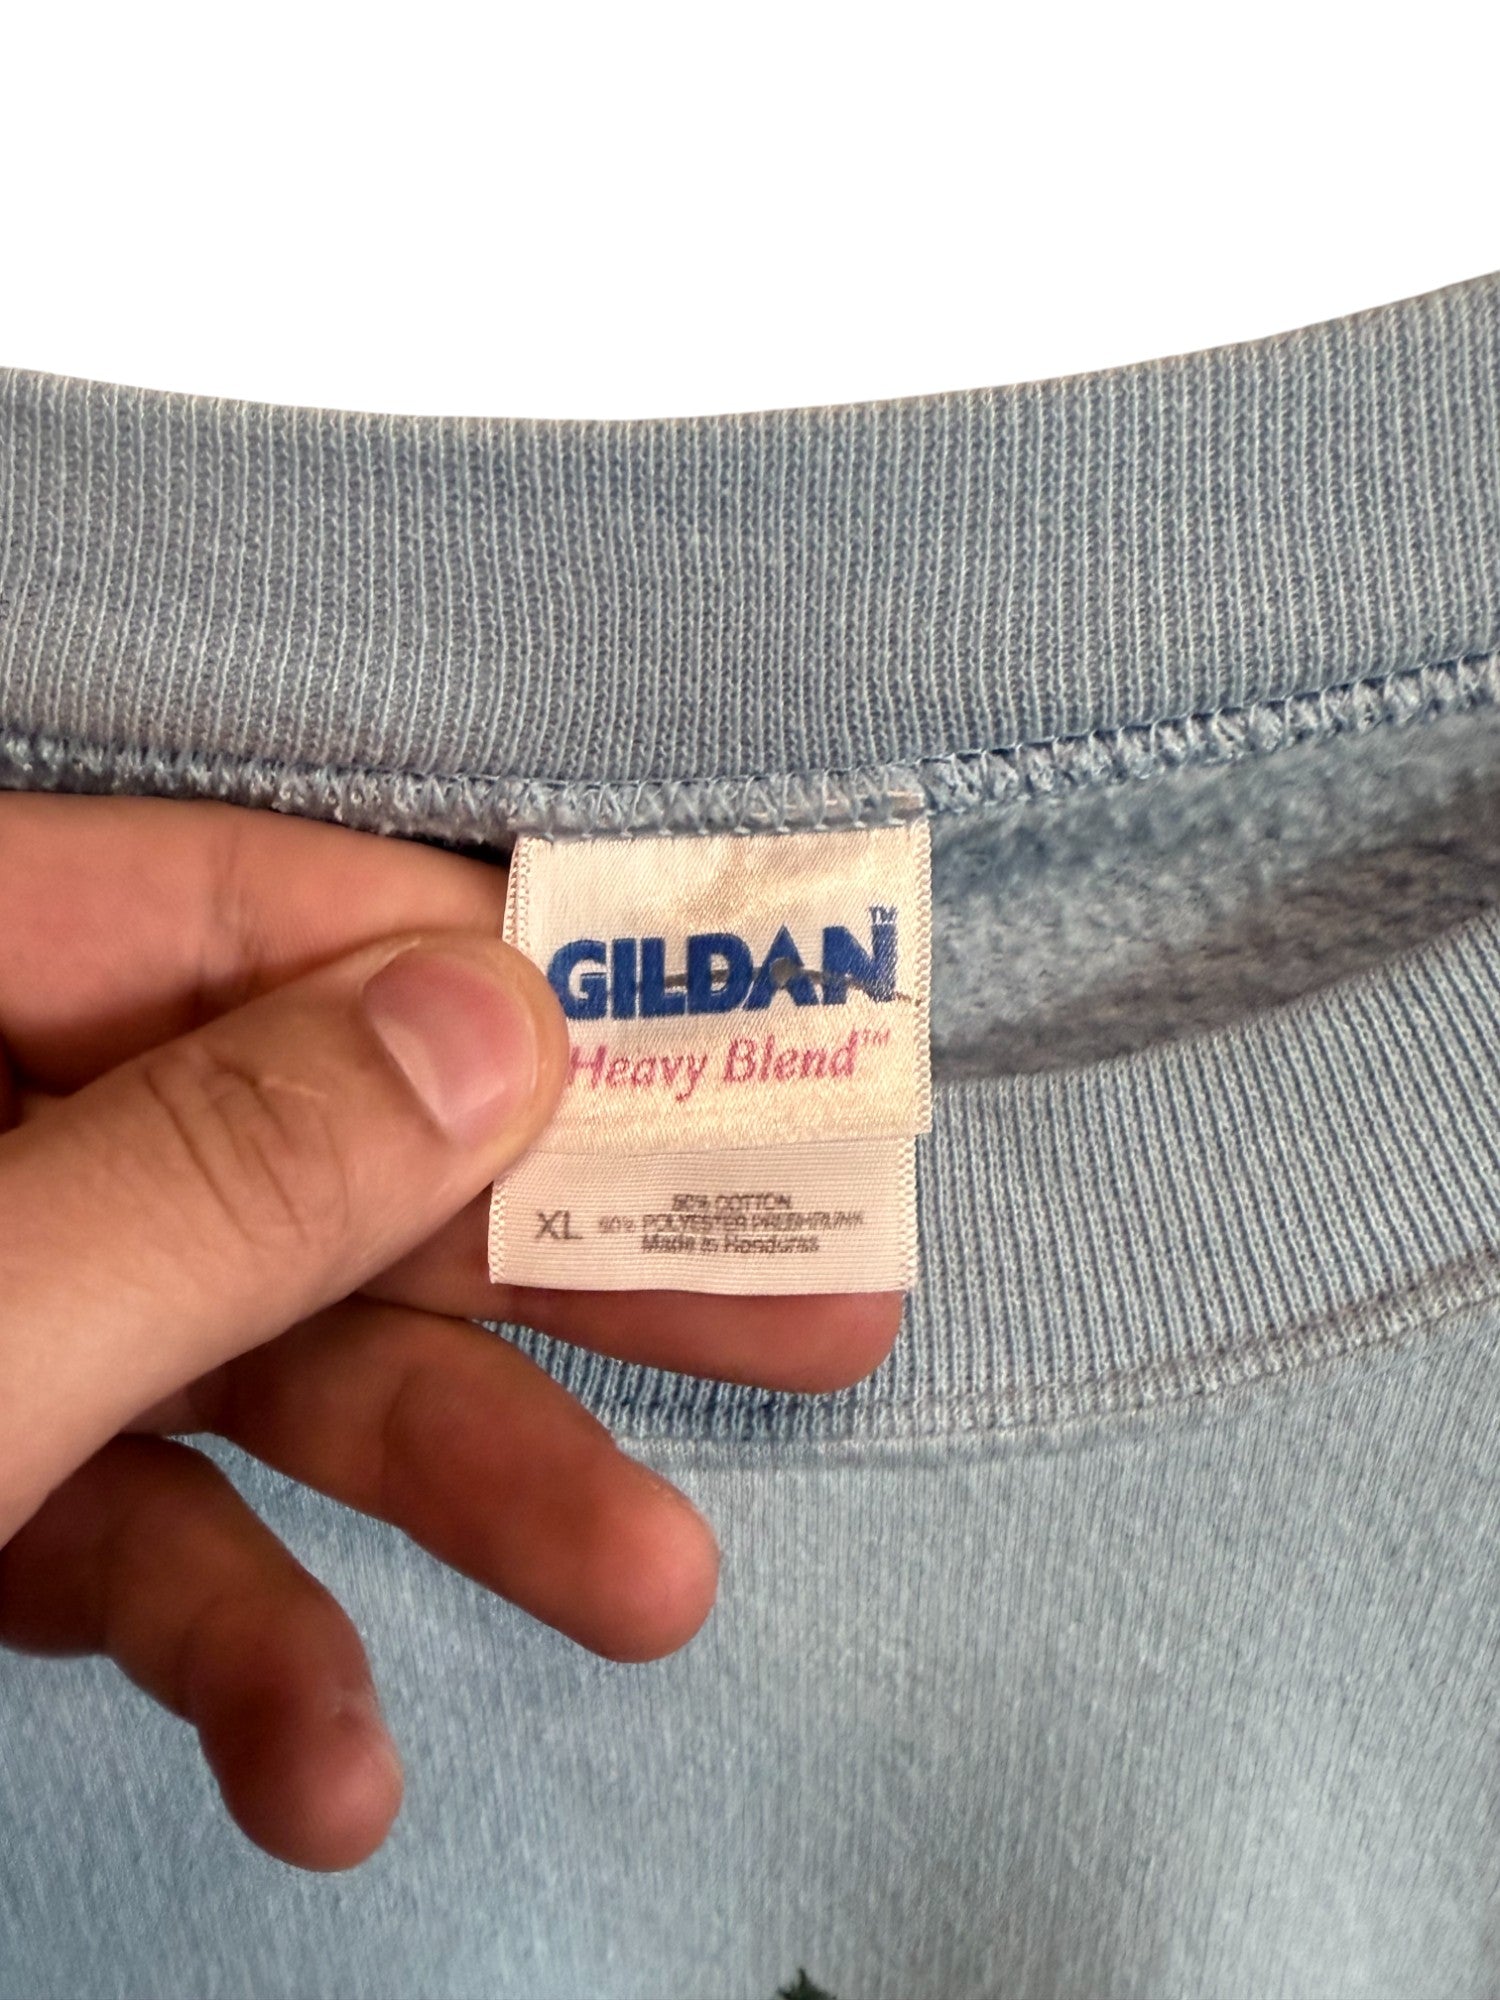 GILDAN™
Heavy Blend™
XL
50% COTTON
50% POLYESTER PRESHRUNK
Made in Honduras